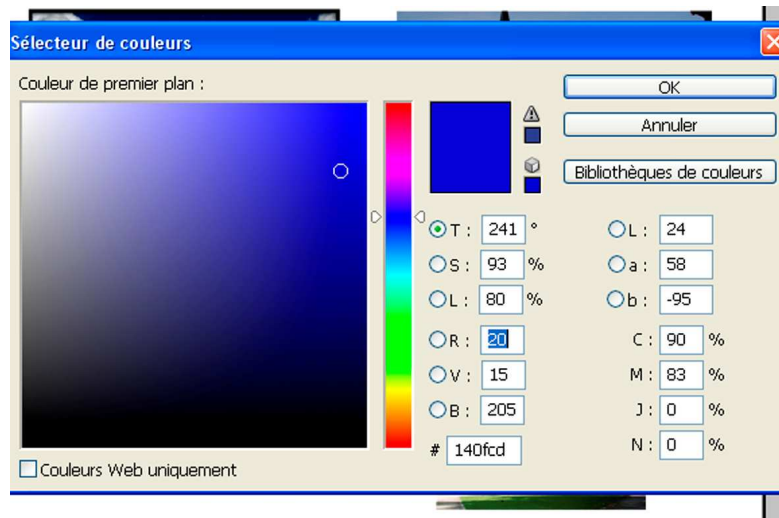 Sélecteur de couleurs
Couleur de premier plan :
OK
Annuler
Bibliothèques de couleurs
T : 241 °
L : 24
S : 93 %
a : 58
L : 80 %
b : -95
R : 20
C : 90 %
V : 15
M : 83 %
B : 205
J : 0 %
# 140fcd
N : 0 %
Couleurs Web uniquement